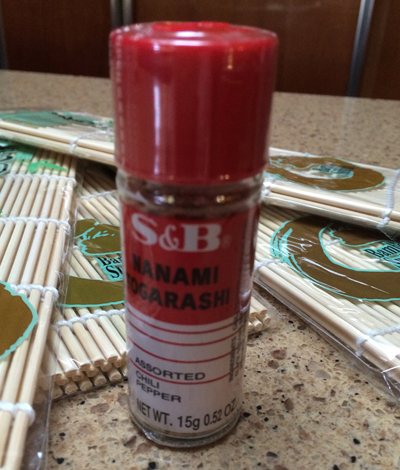 S&B®
NANAMI
TOGARASHI
ASSORTED
CHILI
PEPPER
NET WT. 15g 0.52 OZ